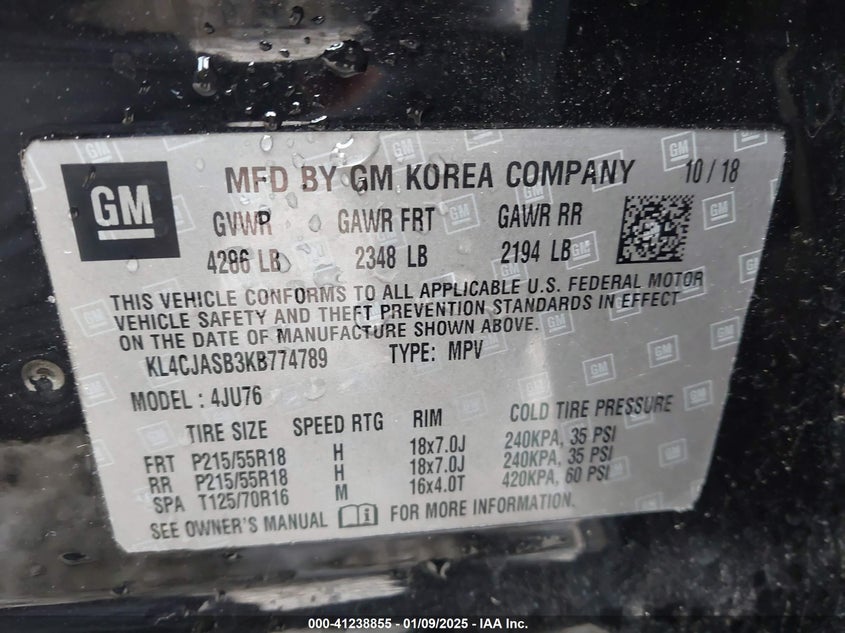 GM
MFD BY GM KOREA COMPANY 10/18
GVWR GAWR FRT GAWR RR
4286 LB 2348 LB 2194 LB
THIS VEHICLE CONFORMS TO ALL APPLICABLE U.S. FEDERAL MOTOR
VEHICLE SAFETY AND THEFT PREVENTION STANDARDS IN EFFECT
ON THE DATE OF MANUFACTURE SHOWN ABOVE.
KL4CJASB3KB774789 TYPE: MPV
MODEL: 4JU76
TIRE SIZE SPEED RTG RIM COLD TIRE PRESSURE
FRT P215/55R18 H 18x7.0J 240KPA, 35 PSI
RR P215/55R18 H 18x7.0J 240KPA, 35 PSI
SPA T125/70R16 M 16x4.0T 420KPA, 60 PSI
SEE OWNER'S MANUAL FOR MORE INFORMATION.
000-41238855 - 01/09/2025 - IAA Inc.